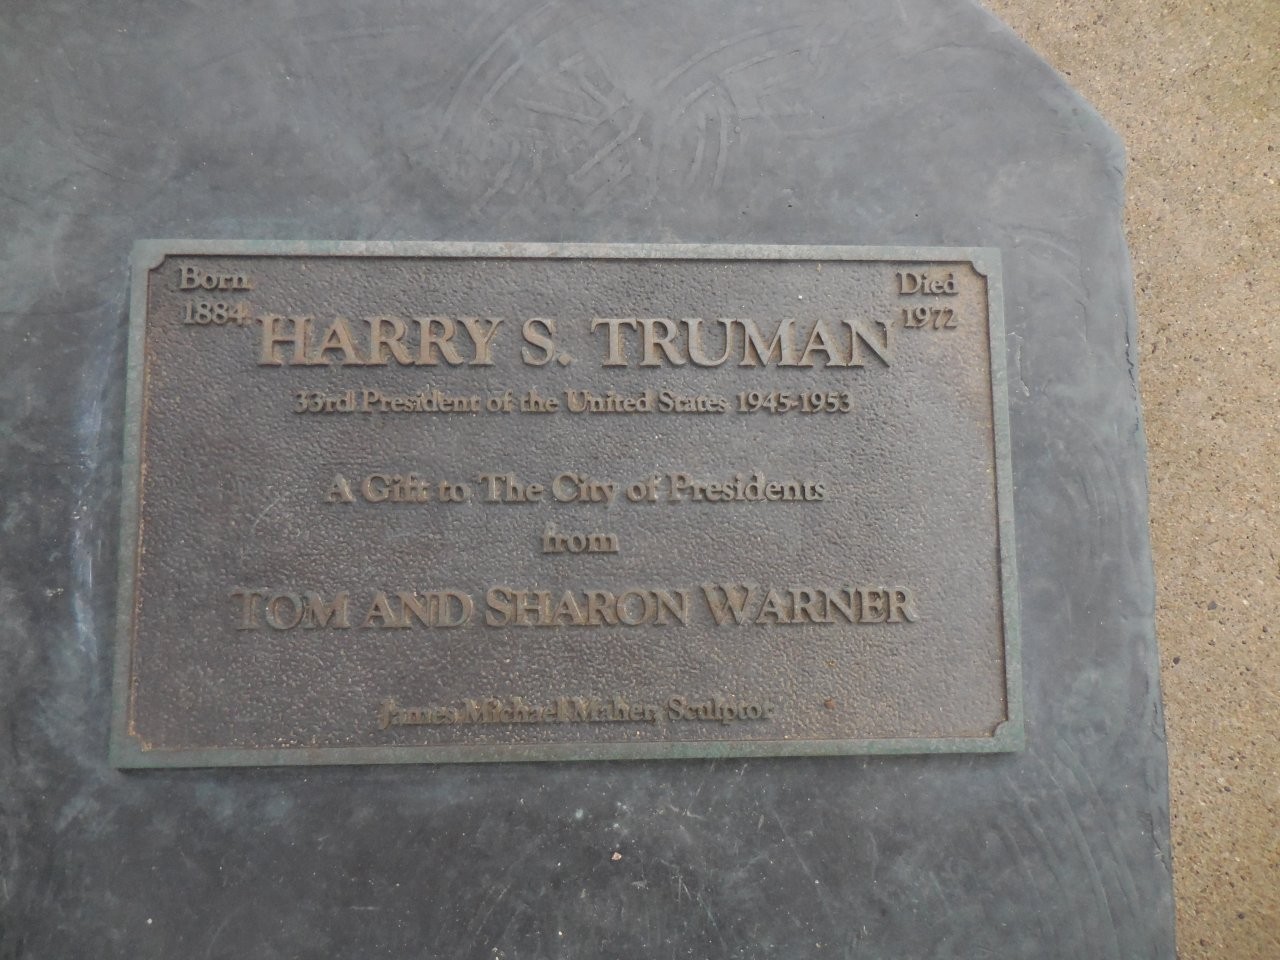 Born Died
1884 1972
HARRY S. TRUMAN
33rd President of the United States 1945-1953
A Gift to The City of Presidents
from
TOM AND SHARON WARNER
James Michael Maher, Sculptor